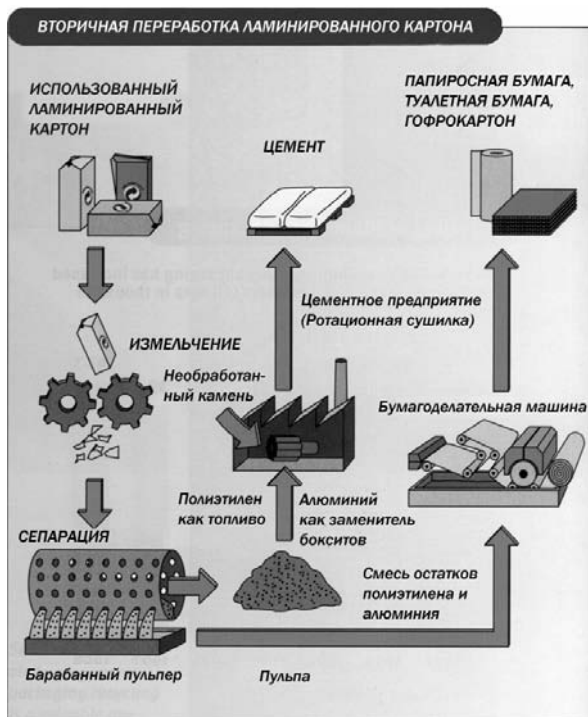 ВТОРИЧНАЯ ПЕРЕРАБОТКА ЛАМИНИРОВАННОГО КАРТОНА
ИСПОЛЬЗОВАННЫЙ
ЛАМИНИРОВАННЫЙ
КАРТОН
ЦЕМЕНТ
ПАПИРОСНАЯ БУМАГА,
ТУАЛЕТНАЯ БУМАГА,
ГОФРОКАРТОН
ИЗМЕЛЬЧЕНИЕ
Цементное предприятие
(Ротационная сушилка)
Необработан-
ный камень
Бумагоделательная машина
Полиэтилен
как топливо
Алюминий
как заменитель
бокситов
СЕПАРАЦИЯ
Смесь остатков
полиэтилена и
алюминия
Барабанный пульпер
Пульпа